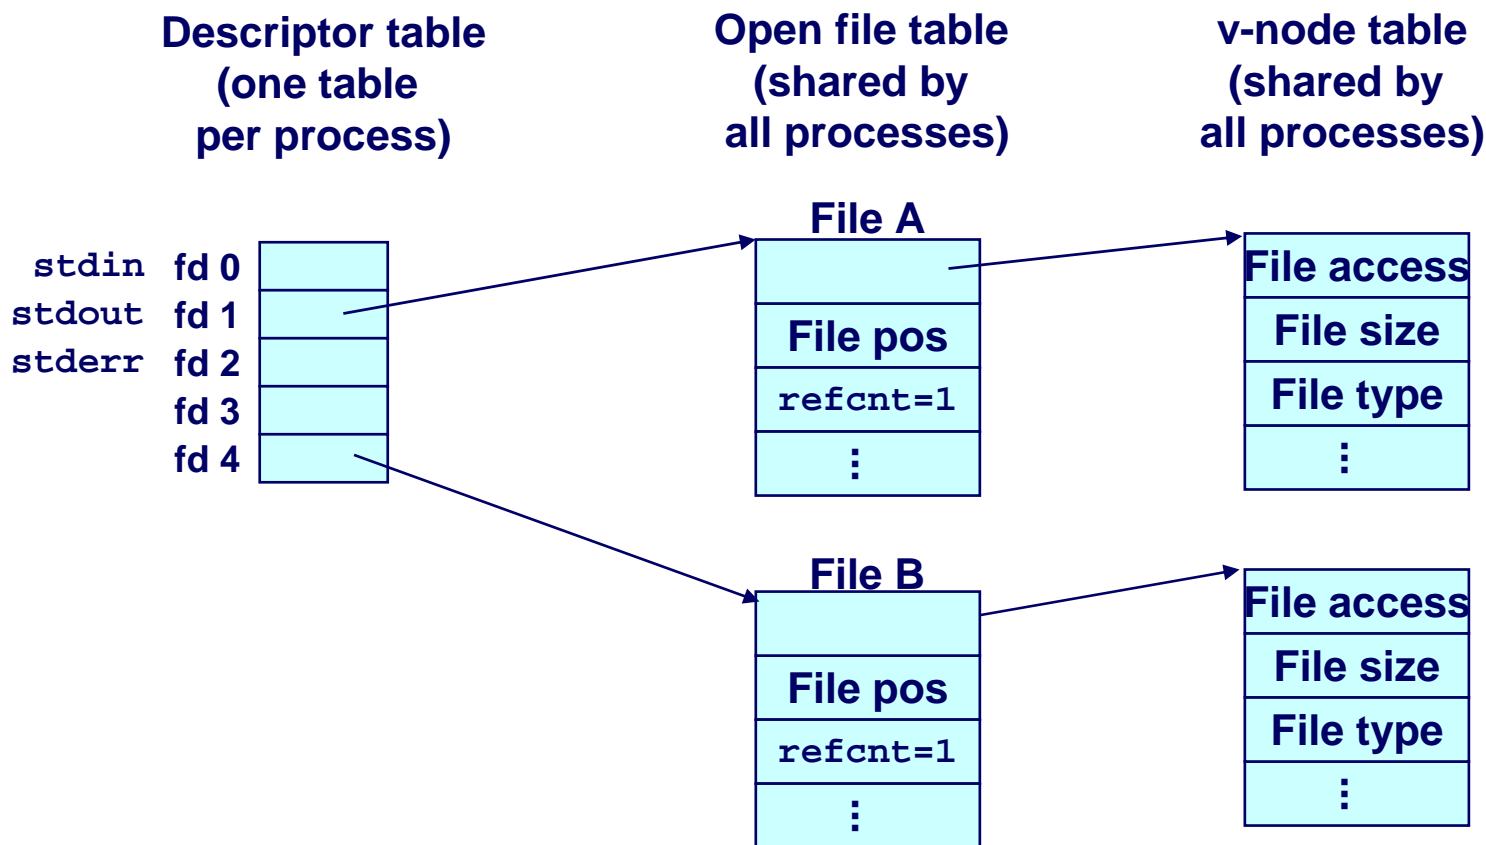 Descriptor table
(one table
per process)
Open file table
(shared by
all processes)
v-node table
(shared by
all processes)
stdin fd 0
stdout fd 1
stderr fd 2
fd 3
fd 4
File A
File pos
refcnt=1
⋮
File access
File size
File type
⋮
File B
File pos
refcnt=1
⋮
File access
File size
File type
⋮